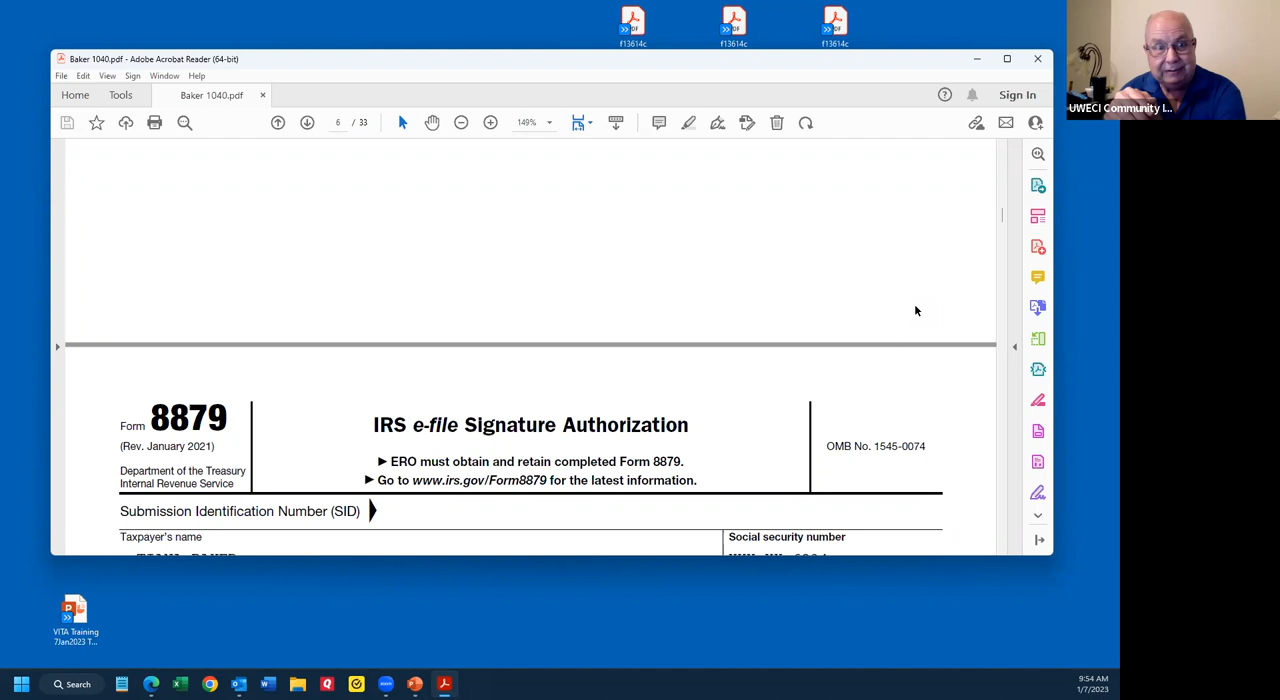 f13614c
f13614c
f13614c
UWECI Community I...
Baker 1040.pdf - Adobe Acrobat Reader (64-bit)
File Edit View Sign Window Help
Home Tools Baker 1040.pdf × Sign In
6 / 33 149%
Form 8879
(Rev. January 2021)
Department of the Treasury
Internal Revenue Service
IRS e-file Signature Authorization
► ERO must obtain and retain completed Form 8879.
► Go to www.irs.gov/Form8879 for the latest information.
OMB No. 1545-0074
Submission Identification Number (SID)
Taxpayer's name
Social security number
VITA Training
7Jan2023 T...
Search
9:54 AM
1/7/2023